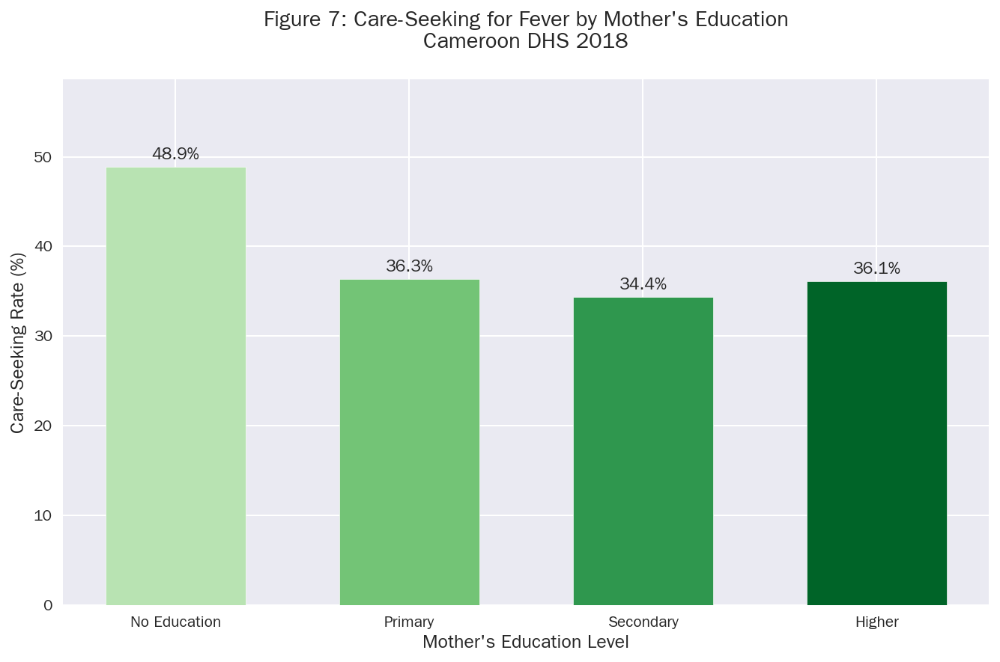 Figure 7: Care-Seeking for Fever by Mother's Education
Cameroon DHS 2018
Care-Seeking Rate (%)
50
40
30
20
10
0
48.9%
36.3%
34.4%
36.1%
No Education
Primary
Secondary
Higher
Mother's Education Level